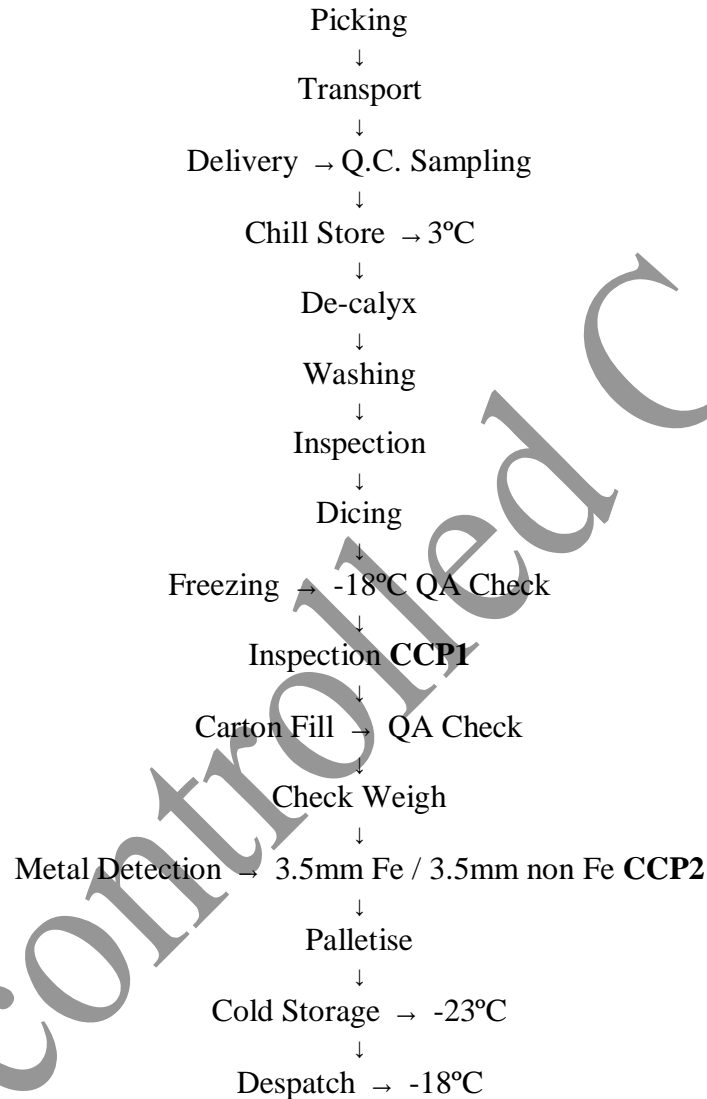 Picking
↓
Transport
↓
Delivery → Q.C. Sampling
↓
Chill Store → 3ºC
↓
De-calyx
↓
Washing
↓
Inspection
↓
Dicing
↓
Freezing → -18ºC QA Check
↓
Inspection CCP1
↓
Carton Fill → QA Check
↓
Check Weigh
↓
Metal Detection → 3.5mm Fe / 3.5mm non Fe CCP2
↓
Palletise
↓
Cold Storage → -23ºC
↓
Despatch → -18ºC
controlled C